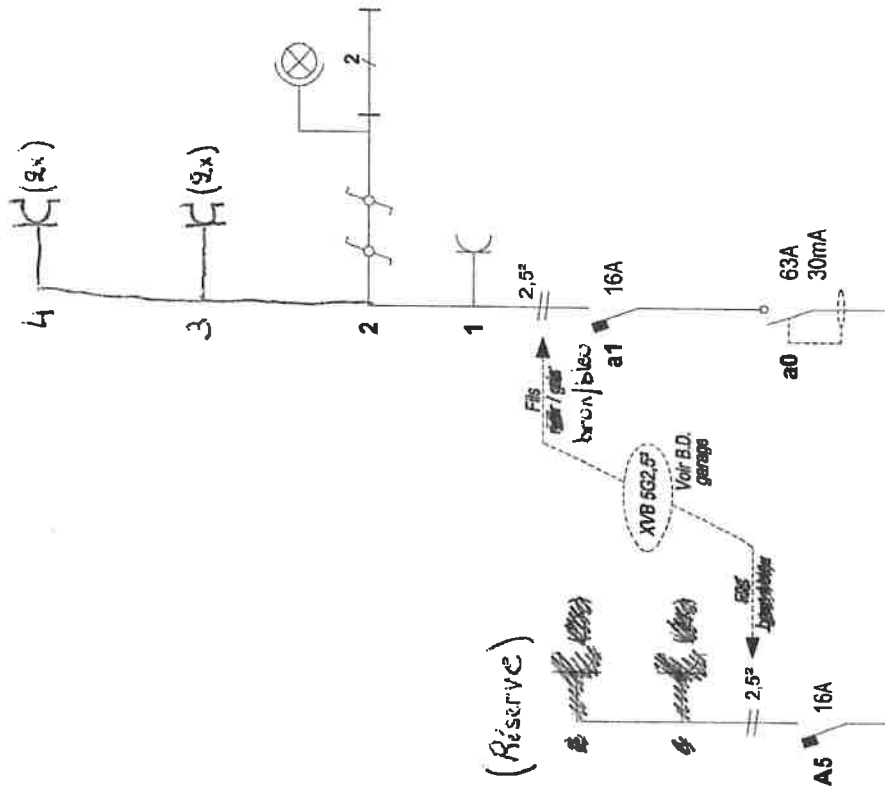 4
(2x)
3
(2x)
2
2
1
2,5²
16A
a1
63A
30mA
a0
Fils
brun/bleu
XVB 5G2,5²
Voir B.D.
garage
(Réserve)
Fils
2,5²
16A
A5